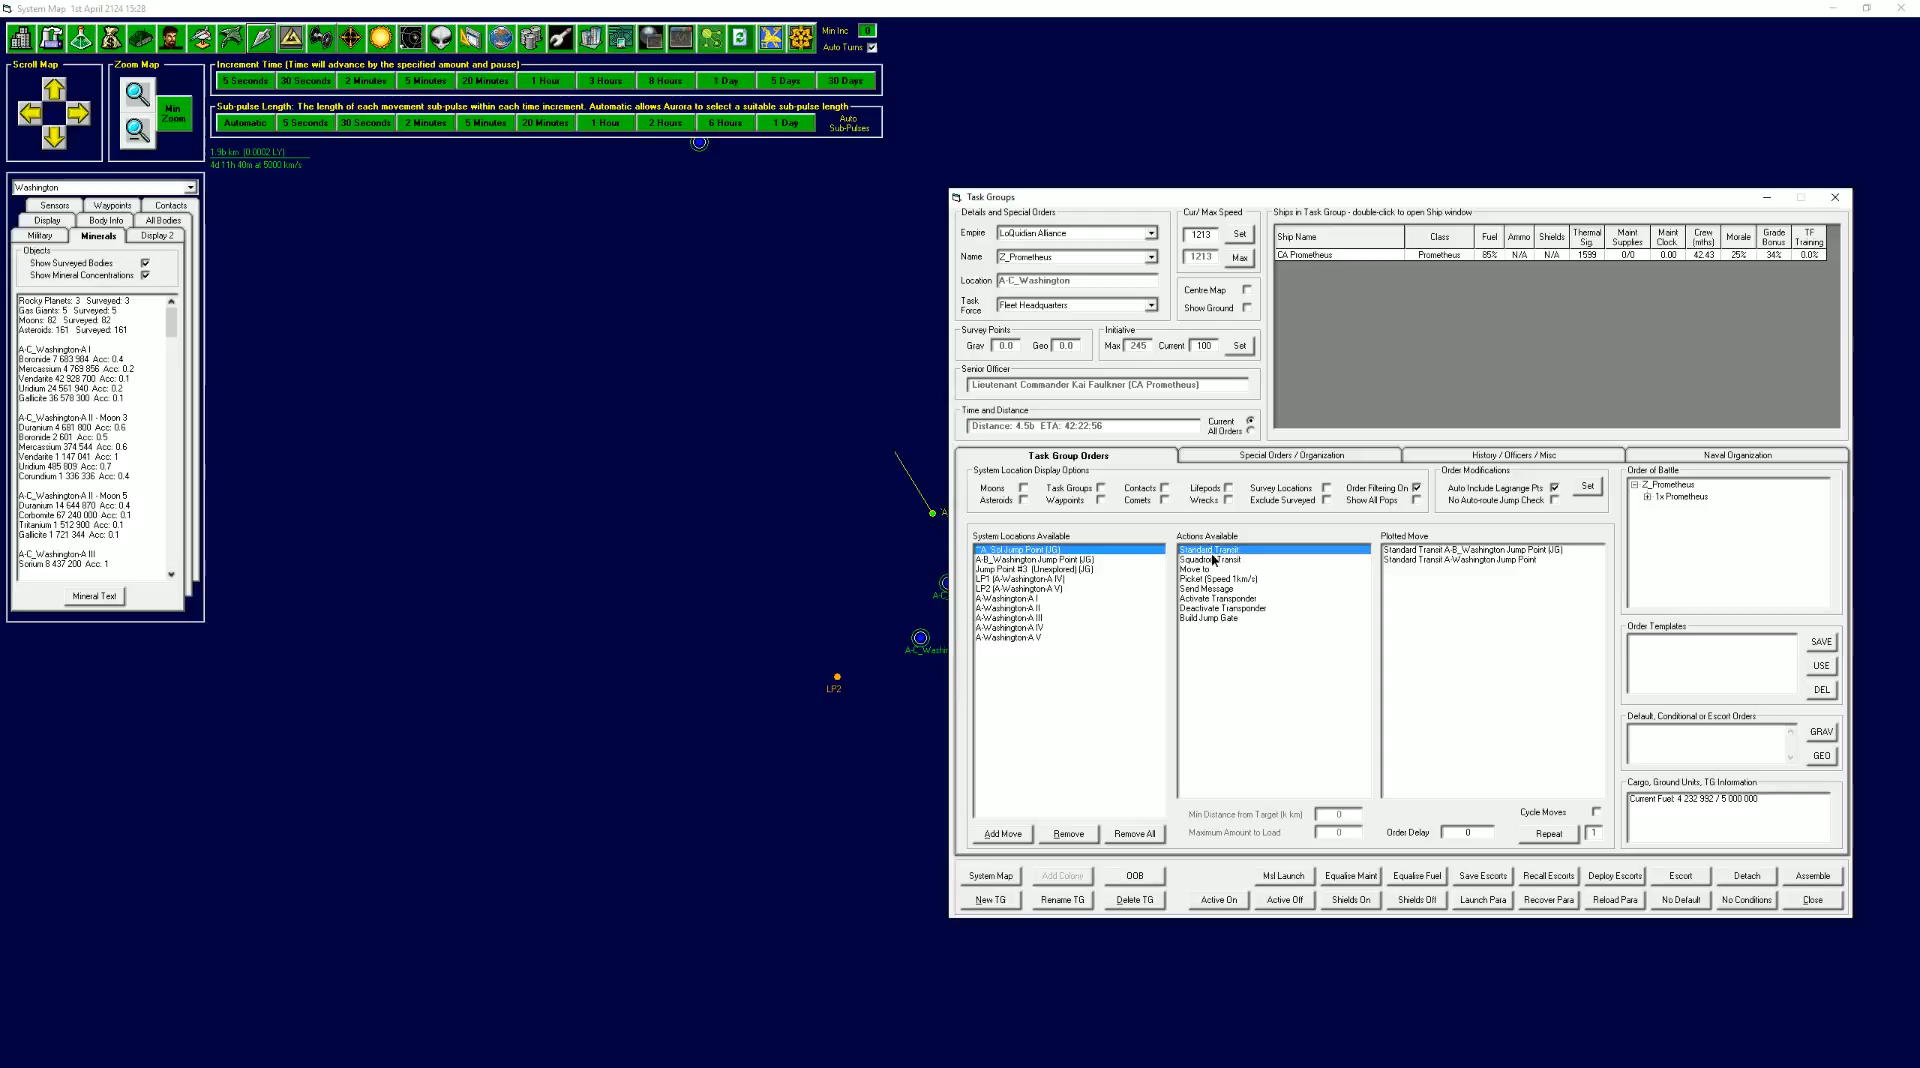 System Map   1st April 2124 15:28
Min Inc 0
Auto Turns
Scroll Map
Zoom Map
Min Zoom
Increment Time (Time will advance by the specified amount and pause)
5 Seconds 30 Seconds 2 Minutes 5 Minutes 20 Minutes 1 Hour 3 Hours 8 Hours 1 Day 5 Days 30 Days
Sub-pulse Length: The length of each movement sub-pulse within each time increment. Automatic allows Aurora to select a suitable sub-pulse length
Automatic 5 Seconds 30 Seconds 2 Minutes 5 Minutes 20 Minutes 1 Hour 2 Hours 6 Hours 1 Day Auto Sub-Pulses
1.9b km (0.0002 LY)
4d 11h 40m at 5000 km/s
Washington
Sensors Waypoints Contacts
Display Body Info All Bodies
Military Minerals Display 2
Objects
Show Surveyed Bodies
Show Mineral Concentrations
Rocky Planets: 3 Surveyed: 3
Gas Giants: 5 Surveyed: 5
Moons: 82 Surveyed: 82
Asteroids: 161 Surveyed: 161
A-C_Washington-A I
Boronide 7 683 984 Acc: 0.4
Mercassium 4 769 856 Acc: 0.2
Vendarite 42 928 700 Acc: 0.1
Uridium 24 561 940 Acc: 0.2
Gallicite 36 578 300 Acc: 0.1
A-C_Washington-A II - Moon 3
Duranium 4 681 800 Acc: 0.6
Boronide 2 601 Acc: 0.5
Mercassium 374 544 Acc: 0.6
Vendarite 1 147 041 Acc: 1
Uridium 485 809 Acc: 0.7
Corundium 1 336 336 Acc: 0.4
A-C_Washington-A II - Moon 5
Duranium 14 644 870 Acc: 0.4
Corbomite 67 240 000 Acc: 0.1
Tritanium 1 512 900 Acc: 0.1
Gallicite 1 721 344 Acc: 0.1
A-C_Washington-A III
Sorium 8 437 200 Acc: 1
Mineral Text
A-C_Washin
LP2
Task Groups
Details and Special Orders
Empire LoQuidian Alliance
Name Z_Prometheus
Location A-C_Washington
Task Force Fleet Headquarters
Cur/ Max Speed
1213 Set
1213 Max
Centre Map
Show Ground
Survey Points
Grav 0.0 Geo 0.0
Initiative
Max 245 Current 100 Set
Senior Officer
Lieutenant Commander Kai Faulkner (CA Prometheus)
Time and Distance
Distance: 4.5b ETA: 42:22:56
Current
All Orders
Ships in Task Group - double-click to open Ship window
Ship Name Class Fuel Ammo Shields Thermal Sig. Maint Supplies Maint Clock Crew (mths) Morale Grade Bonus TF Training
CA Prometheus Prometheus 85% N/A N/A 1599 0/0 0.00 42.43 25% 34% 0.0%
Task Group Orders Special Orders / Organization History / Officers / Misc Naval Organization
System Location Display Options
Moons Task Groups Contacts Lifepods Survey Locations Order Filtering On
Asteroids Waypoints Comets Wrecks Exclude Surveyed Show All Pops
Order Modifications
Auto Include Lagrange Pts
No Auto-route Jump Check
Set
Order of Battle
Z_Prometheus
1x Prometheus
System Locations Available
^A_Sol Jump Point (JG)
A-B_Washington Jump Point (JG)
Jump Point #3 (Unexplored) (JG)
LP1 (A-Washington-A IV)
LP2 (A-Washington-A V)
A-Washington-A I
A-Washington-A II
A-Washington-A III
A-Washington-A IV
A-Washington-A V
Actions Available
Standard Transit
Squadron Transit
Move to
Picket (Speed 1km/s)
Send Message
Activate Transponder
Deactivate Transponder
Build Jump Gate
Plotted Move
Standard Transit A-B_Washington Jump Point (JG)
Standard Transit A-Washington Jump Point
Order Templates
SAVE
USE
DEL
Default, Conditional or Escort Orders
GRAV
GEO
Cargo, Ground Units, TG Information
Current Fuel: 4 232 992 / 5 000 000
Min Distance from Target (k km) 0
Maximum Amount to Load 0
Order Delay 0
Cycle Moves
Repeat 1
Add Move Remove Remove All
System Map Add Colony OOB Msl Launch Equalise Maint Equalise Fuel Save Escorts Recall Escorts Deploy Escorts Escort Detach Assemble
New TG Rename TG Delete TG Active On Active Off Shields On Shields Off Launch Para Recover Para Reload Para No Default No Conditions Close